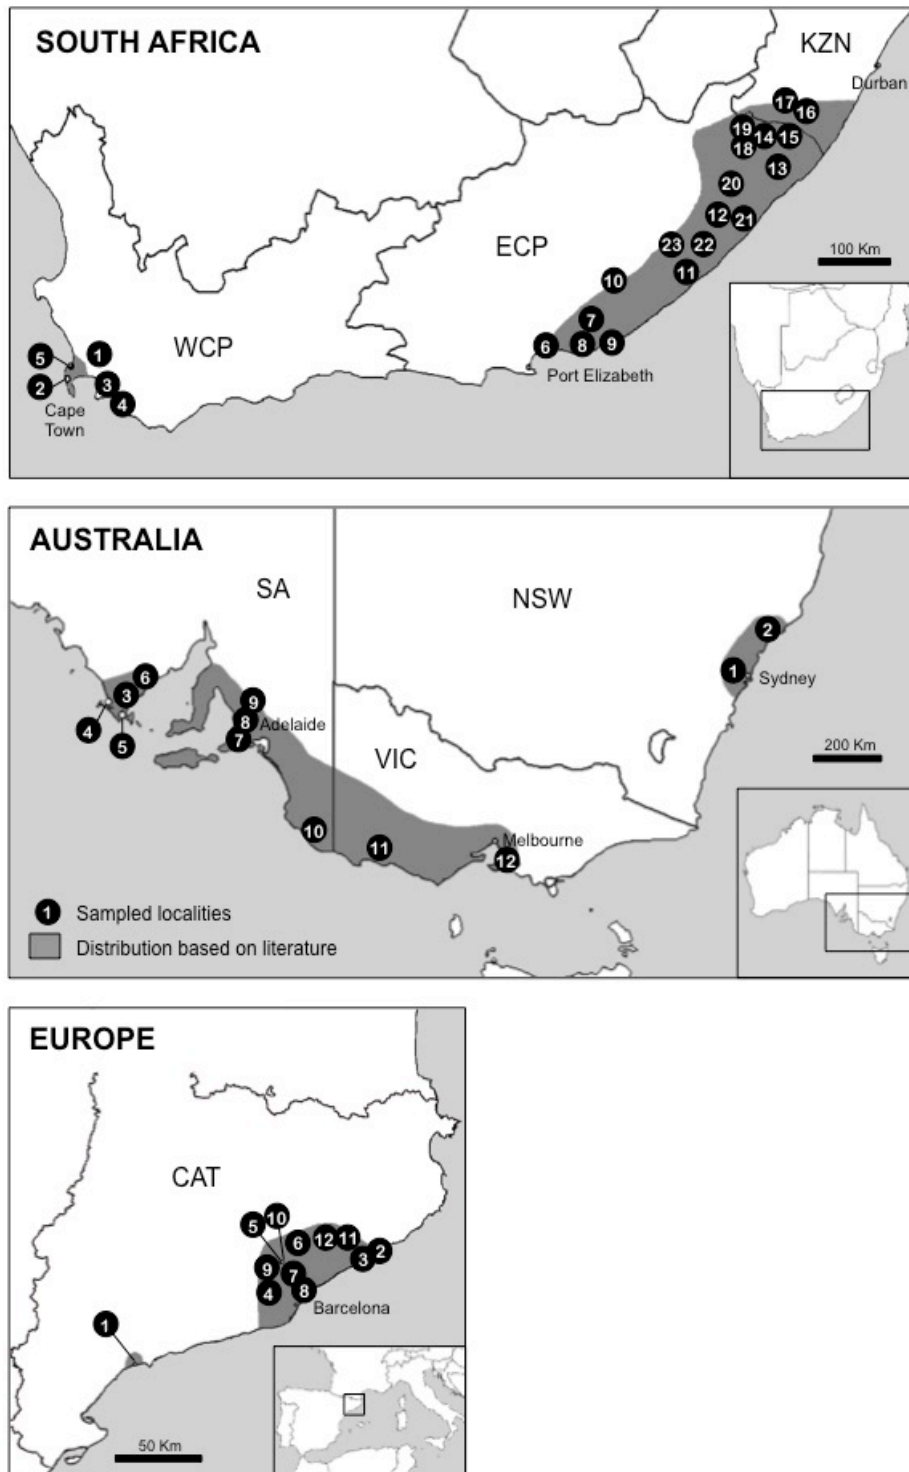 SOUTH AFRICA
KZN
Durban
17
16
19
14
15
18
13
20
12
21
ECP
23
22
100 Km
11
10
7
WCP
5
1
6
8
9
2
3
Port Elizabeth
4
Cape
Town
AUSTRALIA
SA
NSW
2
6
1
Sydney
3
9
4
8
Adelaide
5
7
VIC
200 Km
10
11
Melbourne
12
1 Sampled localities
Distribution based on literature
EUROPE
CAT
5
10
6
12
11
2
3
9
7
4
8
Barcelona
1
50 Km